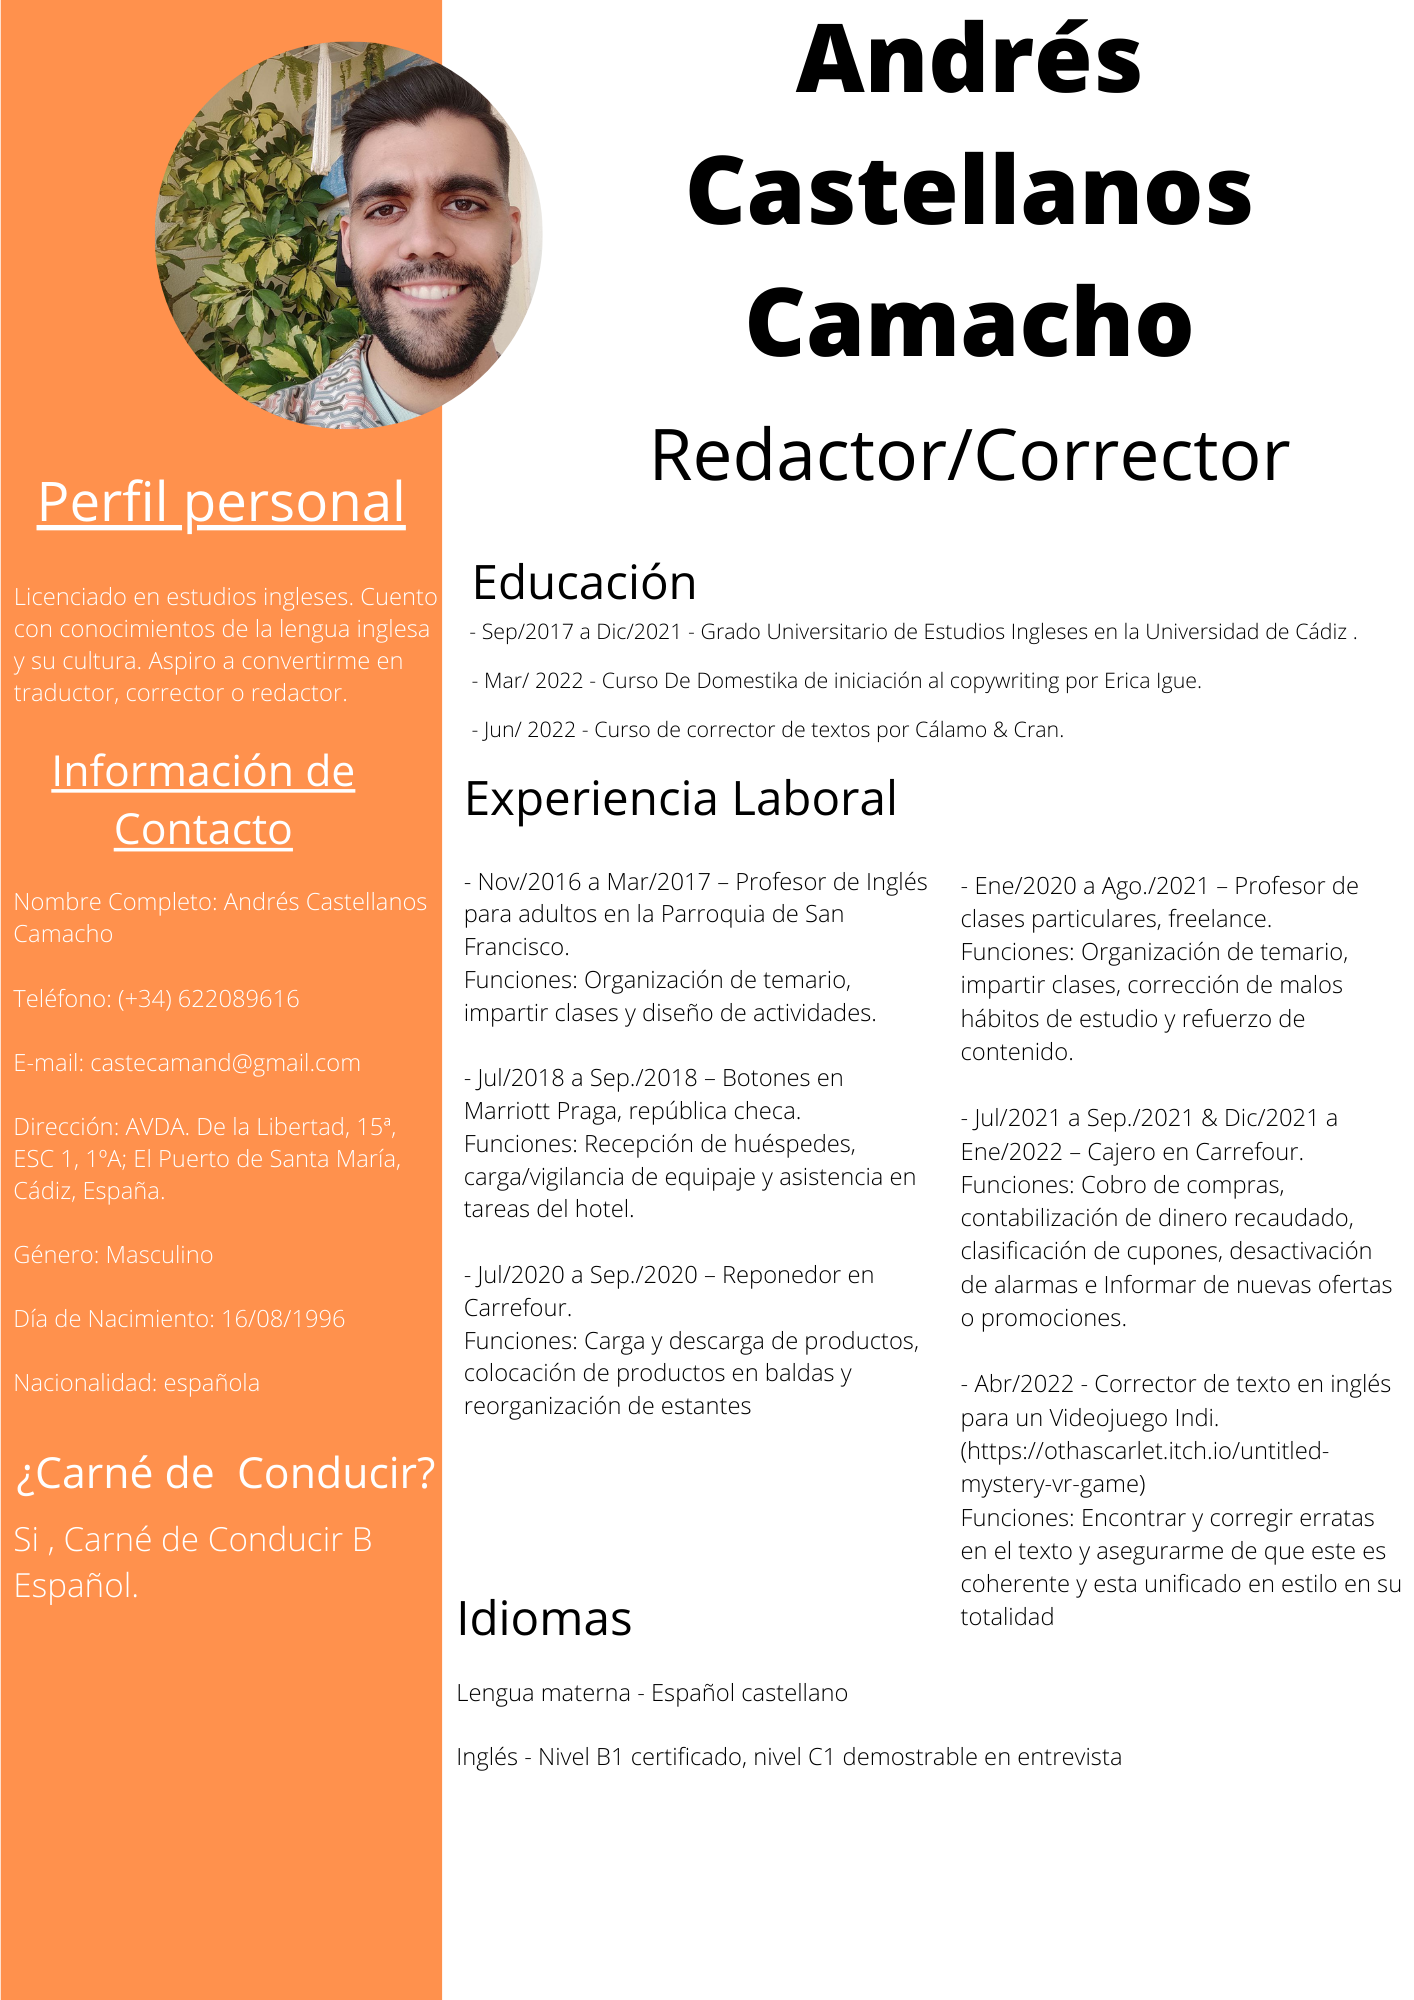 Andrés
Castellanos
Camacho
Redactor/Corrector
Perfil personal
Licenciado en estudios ingleses. Cuento
con conocimientos de la lengua inglesa
y su cultura. Aspiro a convertirme en
traductor, corrector o redactor.
Información de
Contacto
Nombre Completo: Andrés Castellanos
Camacho
Teléfono: (+34) 622089616
E-mail: castecamand@gmail.com
Dirección: AVDA. De la Libertad, 15ª,
ESC 1, 1ºA; El Puerto de Santa María,
Cádiz, España.
Género: Masculino
Día de Nacimiento: 16/08/1996
Nacionalidad: española
¿Carné de  Conducir?
Si , Carné de Conducir B
Español.
Educación
- Sep/2017 a Dic/2021 - Grado Universitario de Estudios Ingleses en la Universidad de Cádiz .
- Mar/ 2022 - Curso De Domestika de iniciación al copywriting por Erica Igue.
- Jun/ 2022 - Curso de corrector de textos por Cálamo & Cran.
Experiencia Laboral
- Nov/2016 a Mar/2017 – Profesor de Inglés
para adultos en la Parroquia de San
Francisco.
Funciones: Organización de temario,
impartir clases y diseño de actividades.
- Jul/2018 a Sep./2018 – Botones en
Marriott Praga, república checa.
Funciones: Recepción de huéspedes,
carga/vigilancia de equipaje y asistencia en
tareas del hotel.
- Jul/2020 a Sep./2020 – Reponedor en
Carrefour.
Funciones: Carga y descarga de productos,
colocación de productos en baldas y
reorganización de estantes
- Ene/2020 a Ago./2021 – Profesor de
clases particulares, freelance.
Funciones: Organización de temario,
impartir clases, corrección de malos
hábitos de estudio y refuerzo de
contenido.
- Jul/2021 a Sep./2021 & Dic/2021 a
Ene/2022 – Cajero en Carrefour.
Funciones: Cobro de compras,
contabilización de dinero recaudado,
clasificación de cupones, desactivación
de alarmas e Informar de nuevas ofertas
o promociones.
- Abr/2022 - Corrector de texto en inglés
para un Videojuego Indi.
(https://othascarlet.itch.io/untitled-
mystery-vr-game)
Funciones: Encontrar y corregir erratas
en el texto y asegurarme de que este es
coherente y esta unificado en estilo en su
totalidad
Idiomas
Lengua materna - Español castellano
Inglés - Nivel B1 certificado, nivel C1 demostrable en entrevista